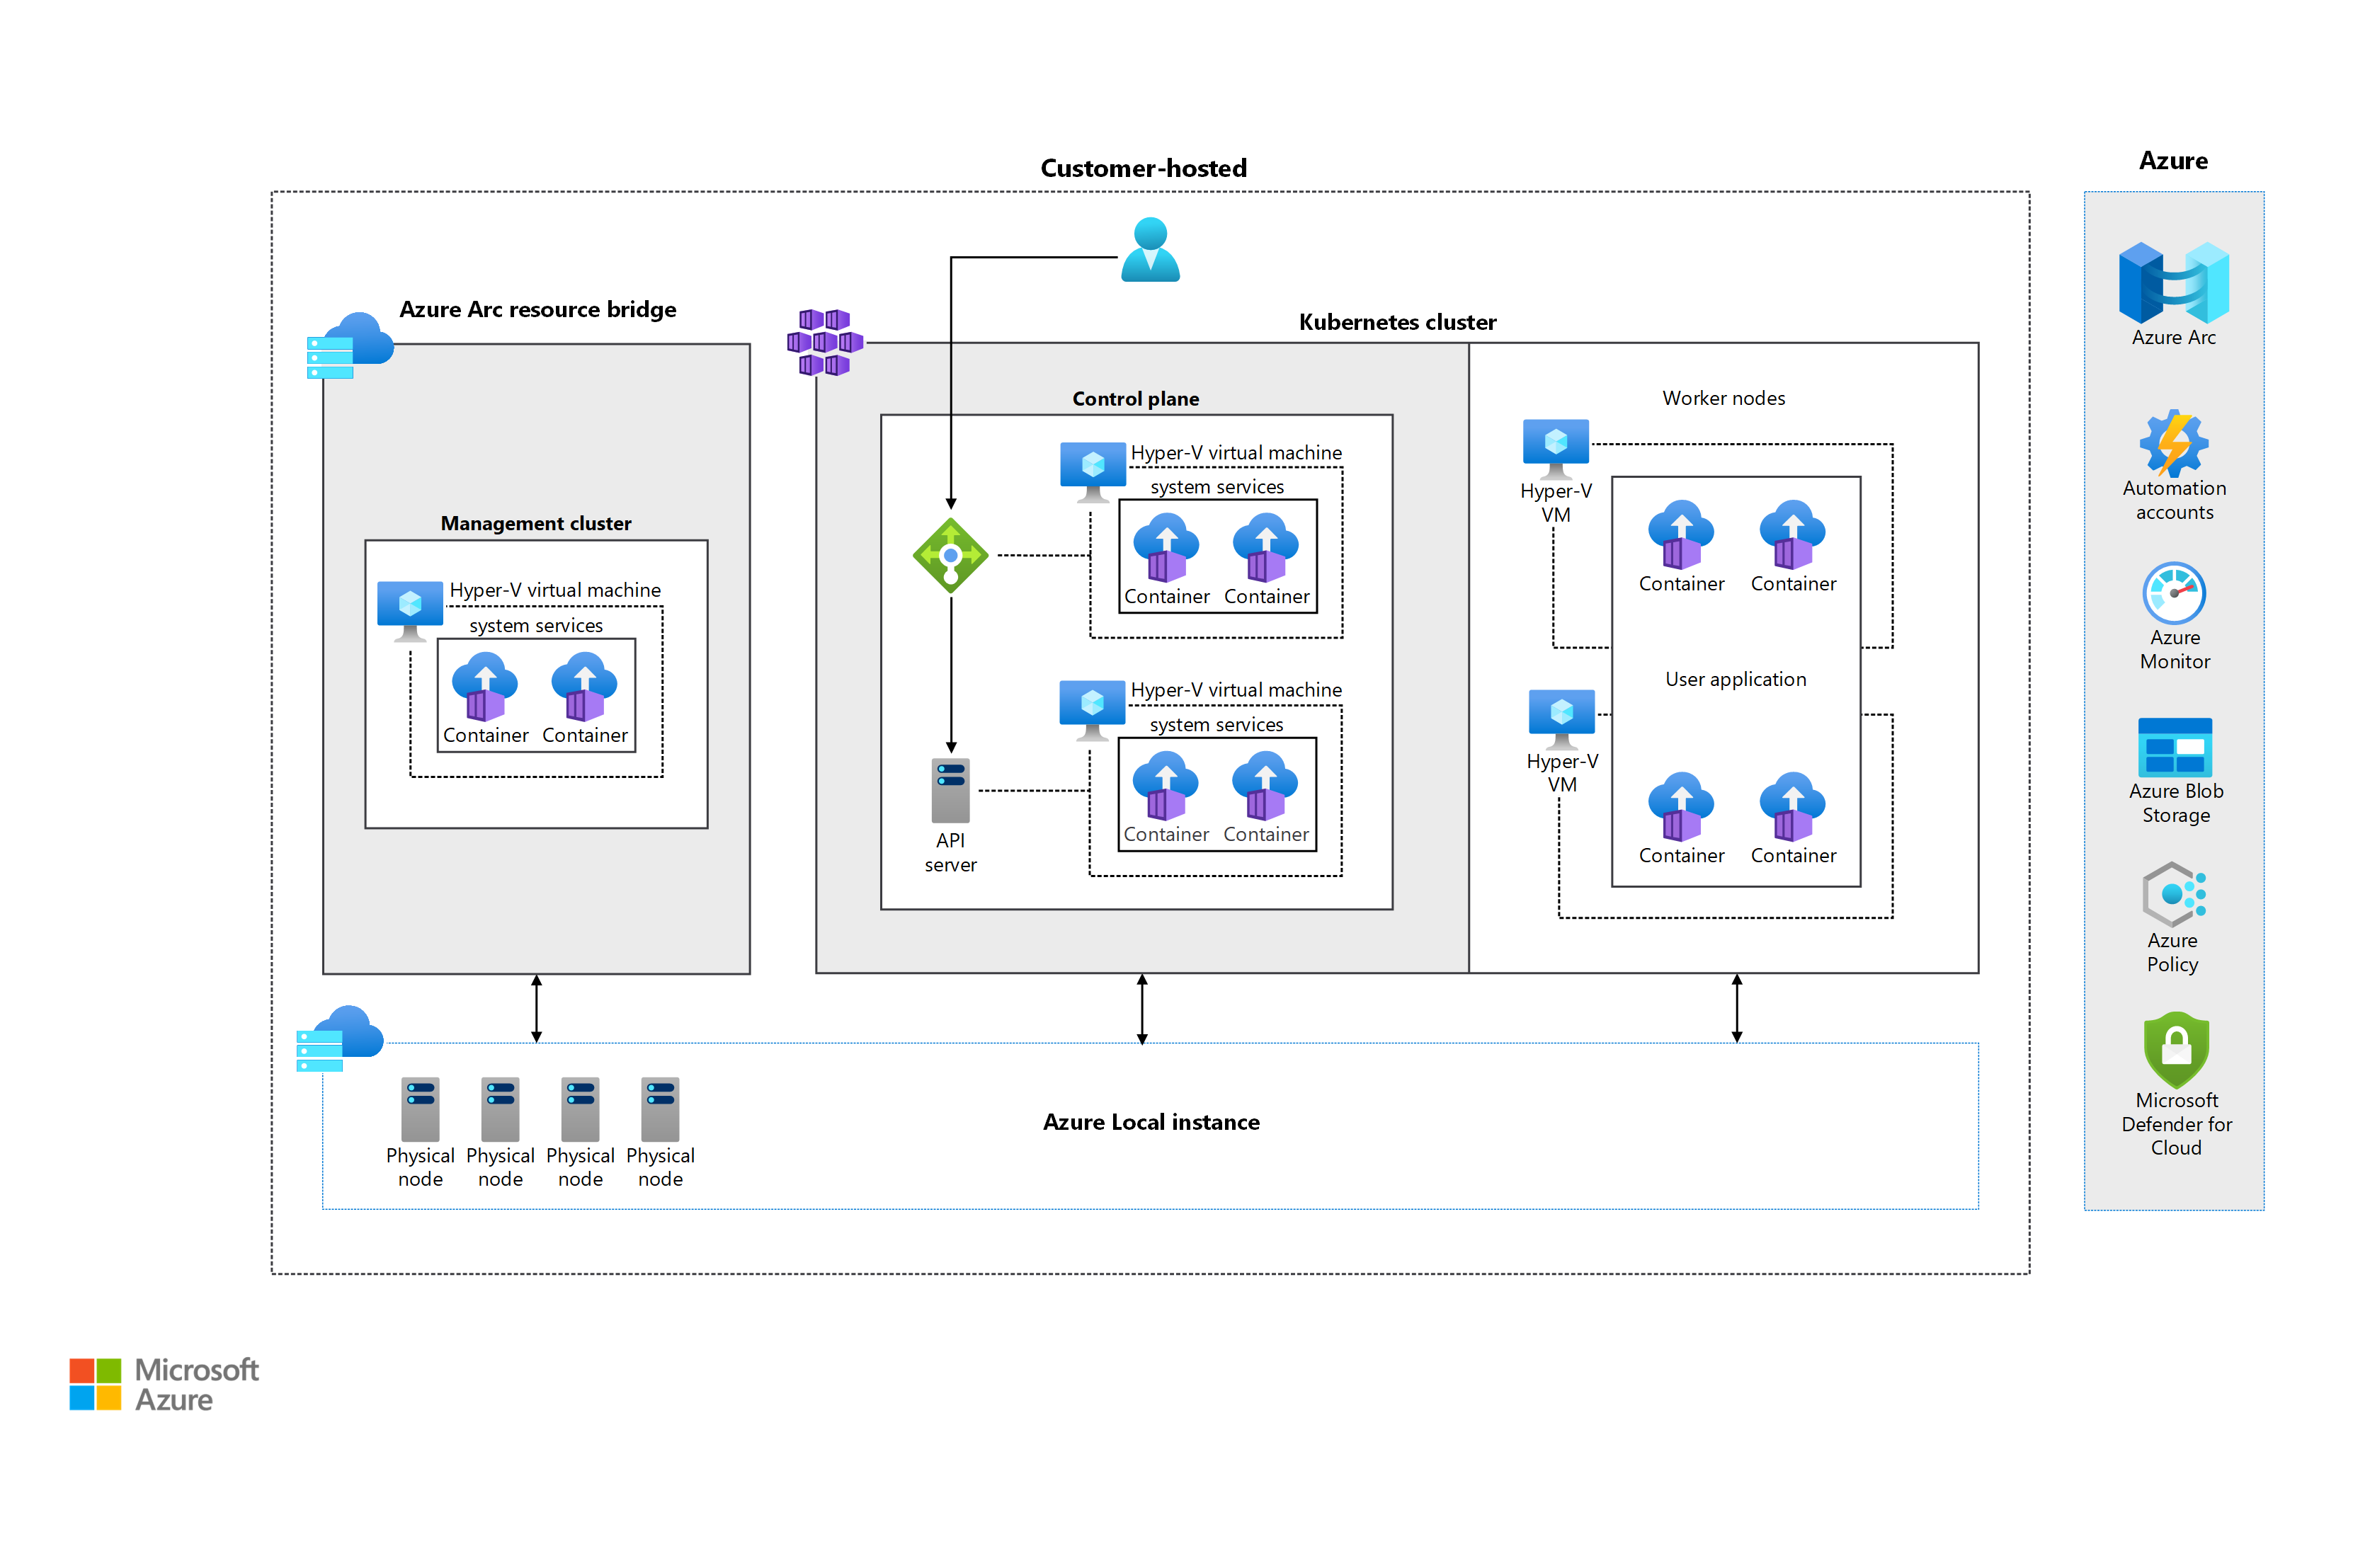 Customer-hosted
Azure
Azure Arc resource bridge
Kubernetes cluster
Management cluster
Hyper-V virtual machine
system services
Container
Container
Control plane
Hyper-V virtual machine
system services
Container
Container
Hyper-V virtual machine
system services
Container
Container
API
server
Worker nodes
Hyper-V
VM
Container
Container
User application
Hyper-V
VM
Container
Container
Physical
node
Physical
node
Physical
node
Physical
node
Azure Local instance
Azure Arc
Automation
accounts
Azure
Monitor
Azure Blob
Storage
Azure
Policy
Microsoft
Defender for
Cloud
Microsoft
Azure